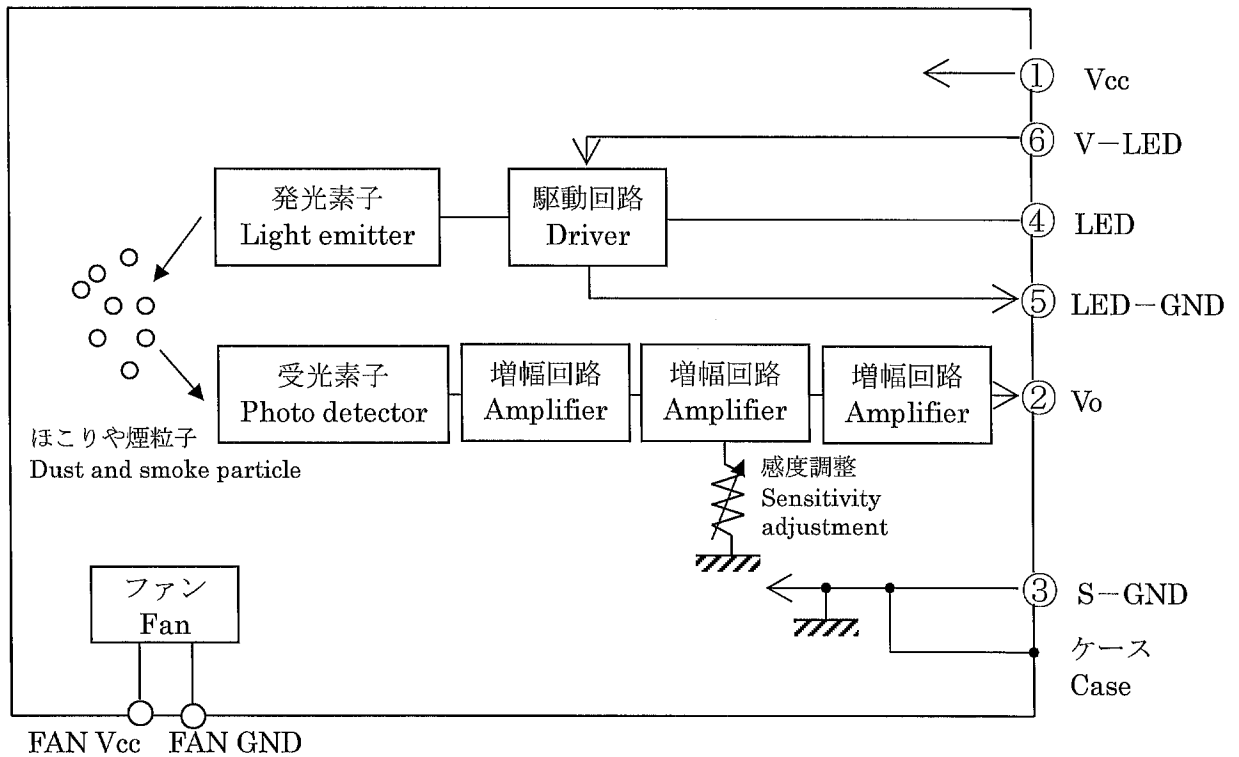 ① Vcc
⑥ V－LED
発光素子
Light emitter
駆動回路
Driver
④ LED
⑤ LED－GND
受光素子
Photo detector
増幅回路
Amplifier
増幅回路
Amplifier
増幅回路
Amplifier
② Vo
ほこりや煙粒子
Dust and smoke particle
感度調整
Sensitivity
adjustment
ファン
Fan
③ S－GND
ケース
Case
FAN Vcc
FAN GND